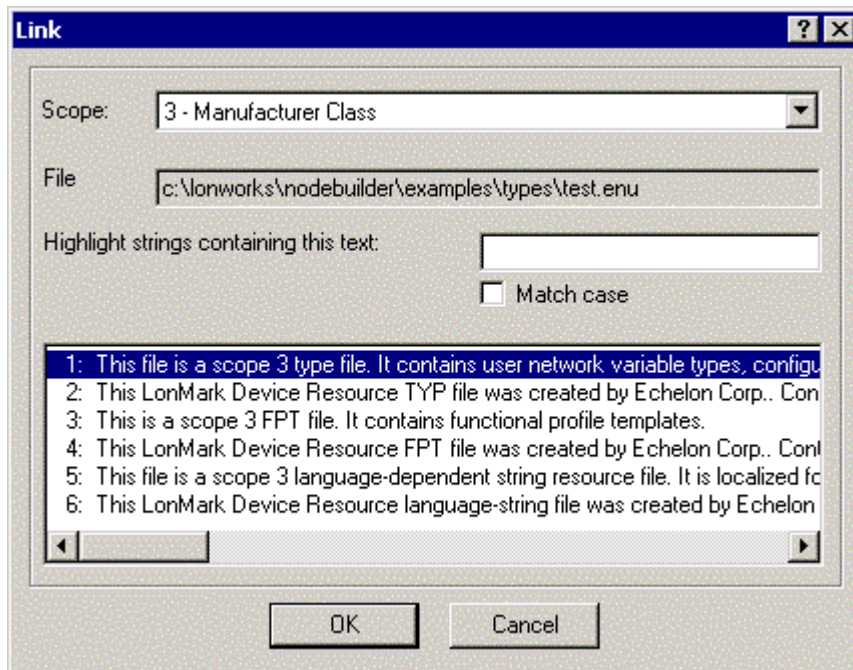 Link
Scope: 3 - Manufacturer Class
File c:\lonworks\nodebuilder\examples\types\test.enu
Highlight strings containing this text:
Match case
1: This file is a scope 3 type file. It contains user network variable types, configu
2: This LonMark Device Resource TYP file was created by Echelon Corp.. Con
3: This is a scope 3 FPT file. It contains functional profile templates.
4: This LonMark Device Resource FPT file was created by Echelon Corp.. Cont
5: This file is a scope 3 language-dependent string resource file. It is localized fo
6: This LonMark Device Resource language-string file was created by Echelon
OK Cancel